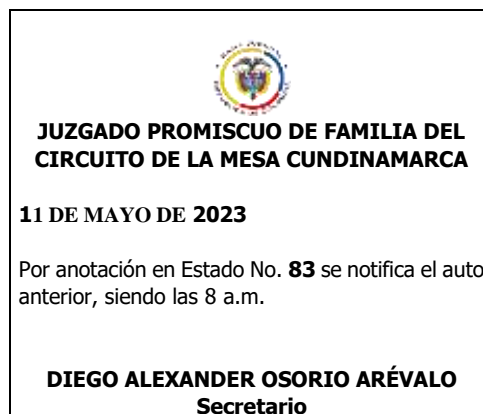 JUZGADO PROMISCUO DE FAMILIA DEL
CIRCUITO DE LA MESA CUNDINAMARCA
11 DE MAYO DE 2023
Por anotación en Estado No. 83 se notifica el auto
anterior, siendo las 8 a.m.
DIEGO ALEXANDER OSORIO ARÉVALO
Secretario